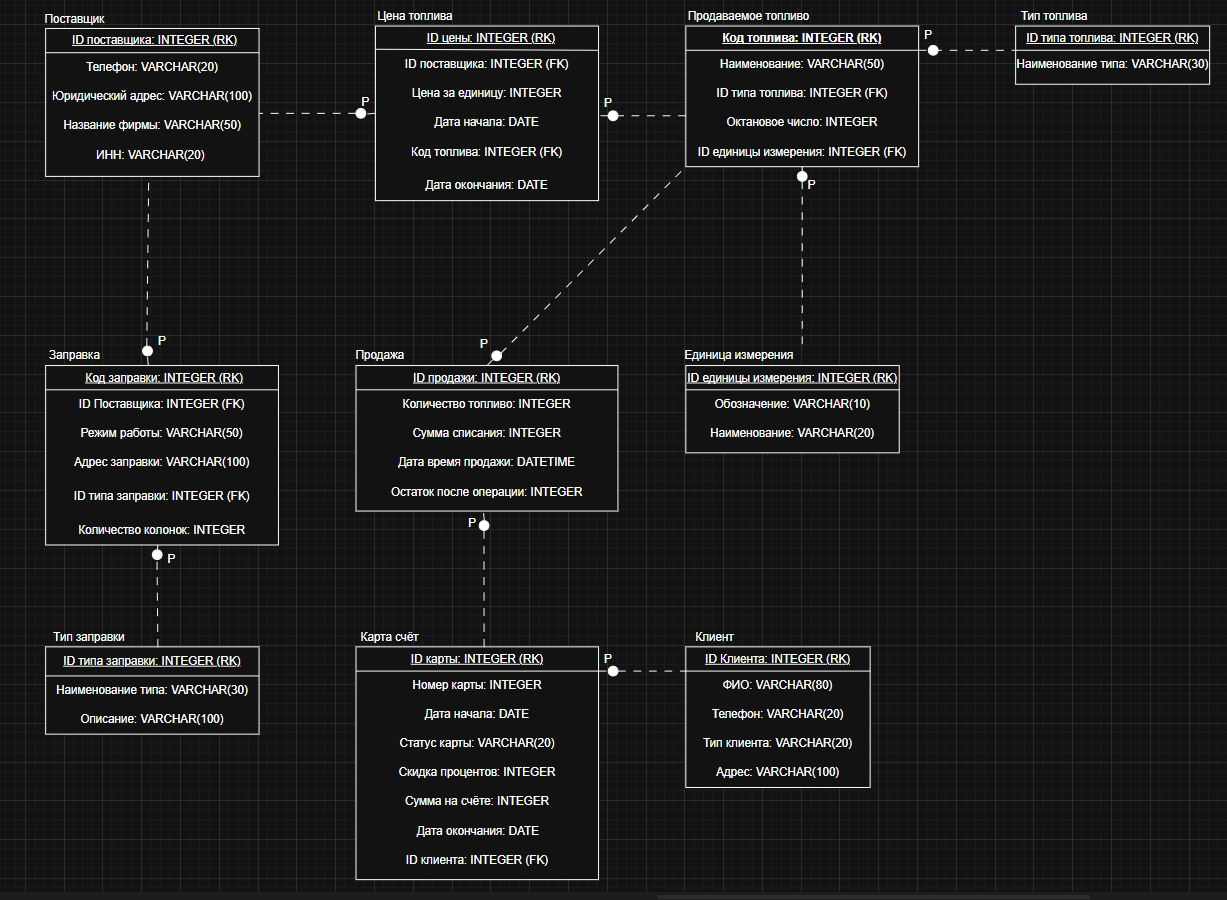 Поставщик
ID поставщика: INTEGER (RK)
Телефон: VARCHAR(20)
Юридический адрес: VARCHAR(100)
Название фирмы: VARCHAR(50)
ИНН: VARCHAR(20)
P
Цена топлива
ID цены: INTEGER (RK)
ID поставщика: INTEGER (FK)
Цена за единицу: INTEGER
Дата начала: DATE
Код топлива: INTEGER (FK)
Дата окончания: DATE
P
Продаваемое топливо
Код топлива: INTEGER (RK)
Наименование: VARCHAR(50)
ID типа топлива: INTEGER (FK)
Октановое число: INTEGER
ID единицы измерения: INTEGER (FK)
P
P
Тип топлива
ID типа топлива: INTEGER (RK)
Наименование типа: VARCHAR(30)
P
Заправка
Код заправки: INTEGER (RK)
ID Поставщика: INTEGER (FK)
Режим работы: VARCHAR(50)
Адрес заправки: VARCHAR(100)
ID типа заправки: INTEGER (FK)
Количество колонок: INTEGER
P
P
Продажа
ID продажи: INTEGER (RK)
Количество топливо: INTEGER
Сумма списания: INTEGER
Дата время продажи: DATETIME
Остаток после операции: INTEGER
P
Единица измерения
ID единицы измерения: INTEGER (RK)
Обозначение: VARCHAR(10)
Наименование: VARCHAR(20)
Тип заправки
ID типа заправки: INTEGER (RK)
Наименование типа: VARCHAR(30)
Описание: VARCHAR(100)
Карта счёт
ID карты: INTEGER (RK)
Номер карты: INTEGER
Дата начала: DATE
Статус карты: VARCHAR(20)
Скидка процентов: INTEGER
Сумма на счёте: INTEGER
Дата окончания: DATE
ID клиента: INTEGER (FK)
P
Клиент
ID Клиента: INTEGER (RK)
ФИО: VARCHAR(80)
Телефон: VARCHAR(20)
Тип клиента: VARCHAR(20)
Адрес: VARCHAR(100)